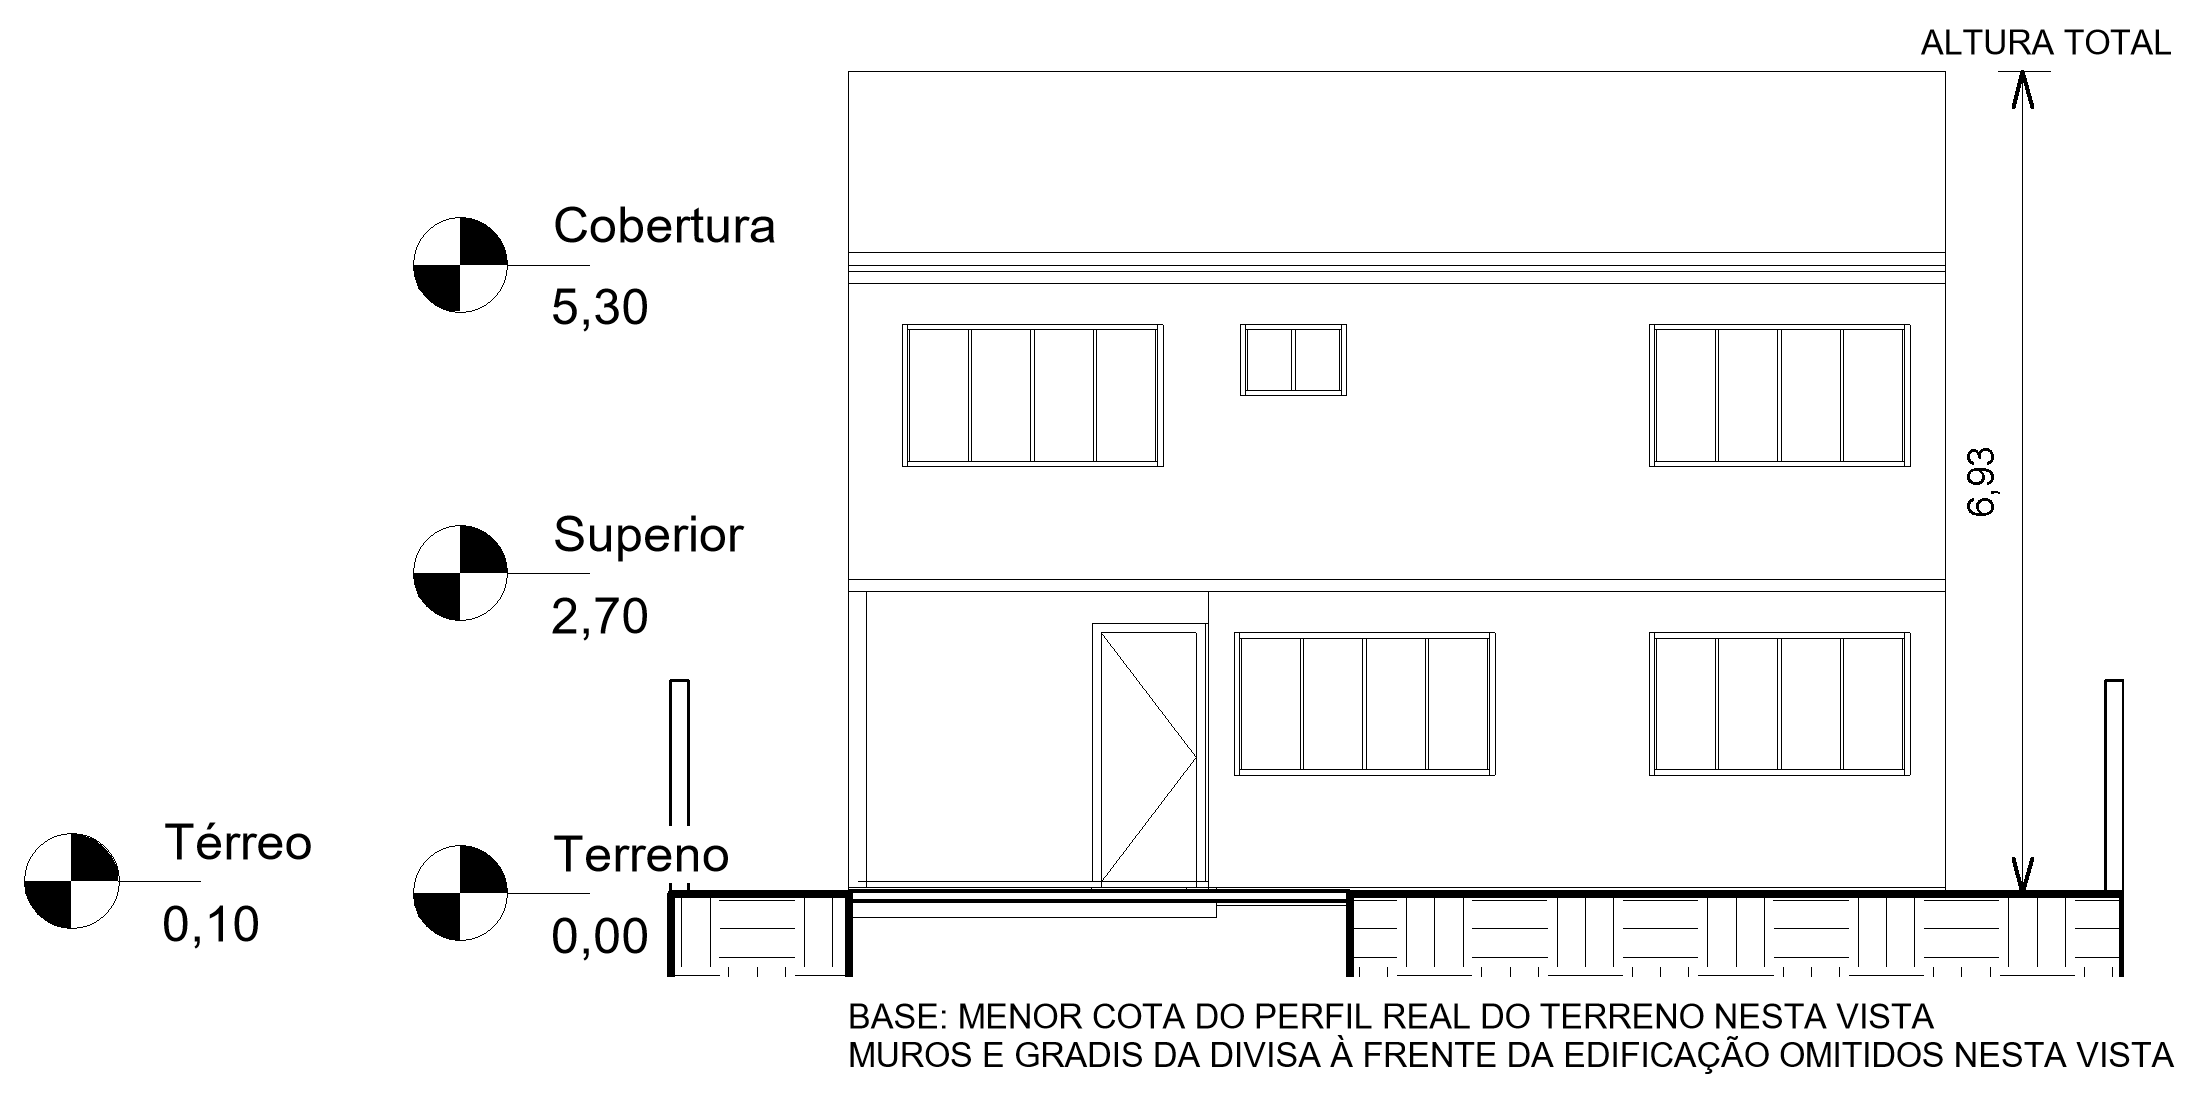 ALTURA TOTAL
Cobertura
5,30
6,93
Superior
2,70
Térreo
0,10
Terreno
0,00
BASE: MENOR COTA DO PERFIL REAL DO TERRENO NESTA VISTA
MUROS E GRADIS DA DIVISA À FRENTE DA EDIFICAÇÃO OMITIDOS NESTA VISTA